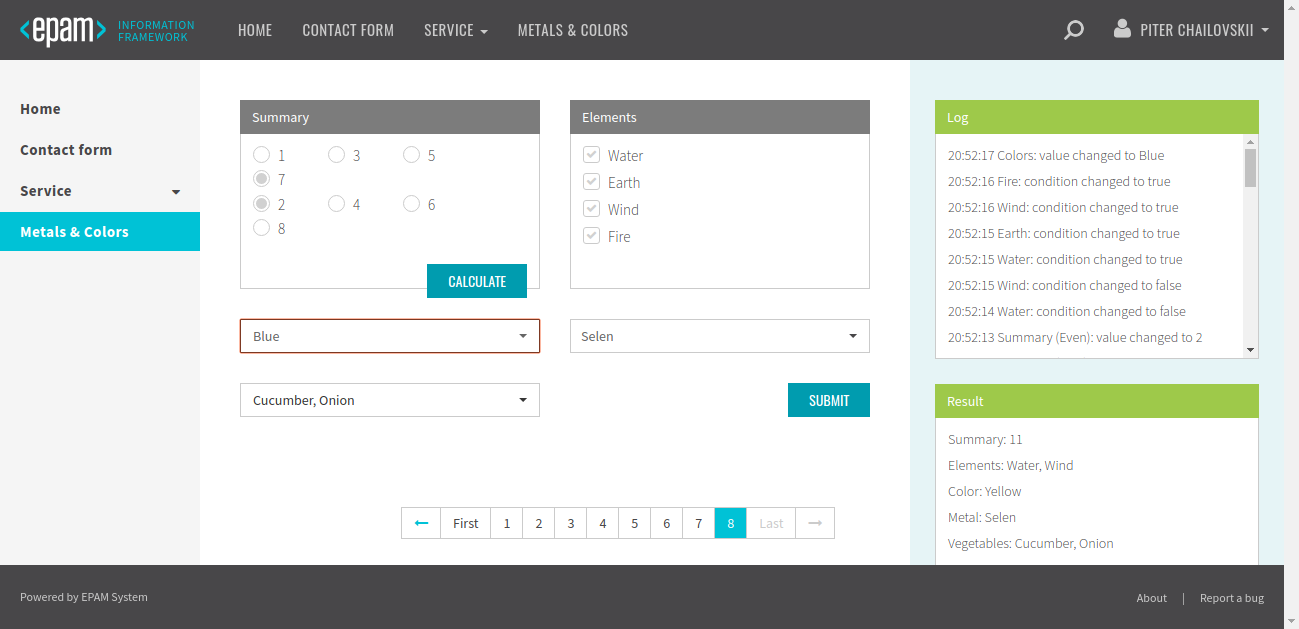 <epam> INFORMATION
FRAMEWORK
HOME CONTACT FORM SERVICE METALS & COLORS
PITER CHAILOVSKII
Home
Contact form
Service
Metals & Colors
Summary
1 3 5
7
2 4 6
8
CALCULATE
Elements
Water
Earth
Wind
Fire
Blue
Selen
Cucumber, Onion
SUBMIT
First 1 2 3 4 5 6 7 8 Last
Log
20:52:17 Colors: value changed to Blue
20:52:16 Fire: condition changed to true
20:52:16 Wind: condition changed to true
20:52:15 Earth: condition changed to true
20:52:15 Water: condition changed to true
20:52:15 Wind: condition changed to false
20:52:14 Water: condition changed to false
20:52:13 Summary (Even): value changed to 2
Result
Summary: 11
Elements: Water, Wind
Color: Yellow
Metal: Selen
Vegetables: Cucumber, Onion
Powered by EPAM System
About | Report a bug